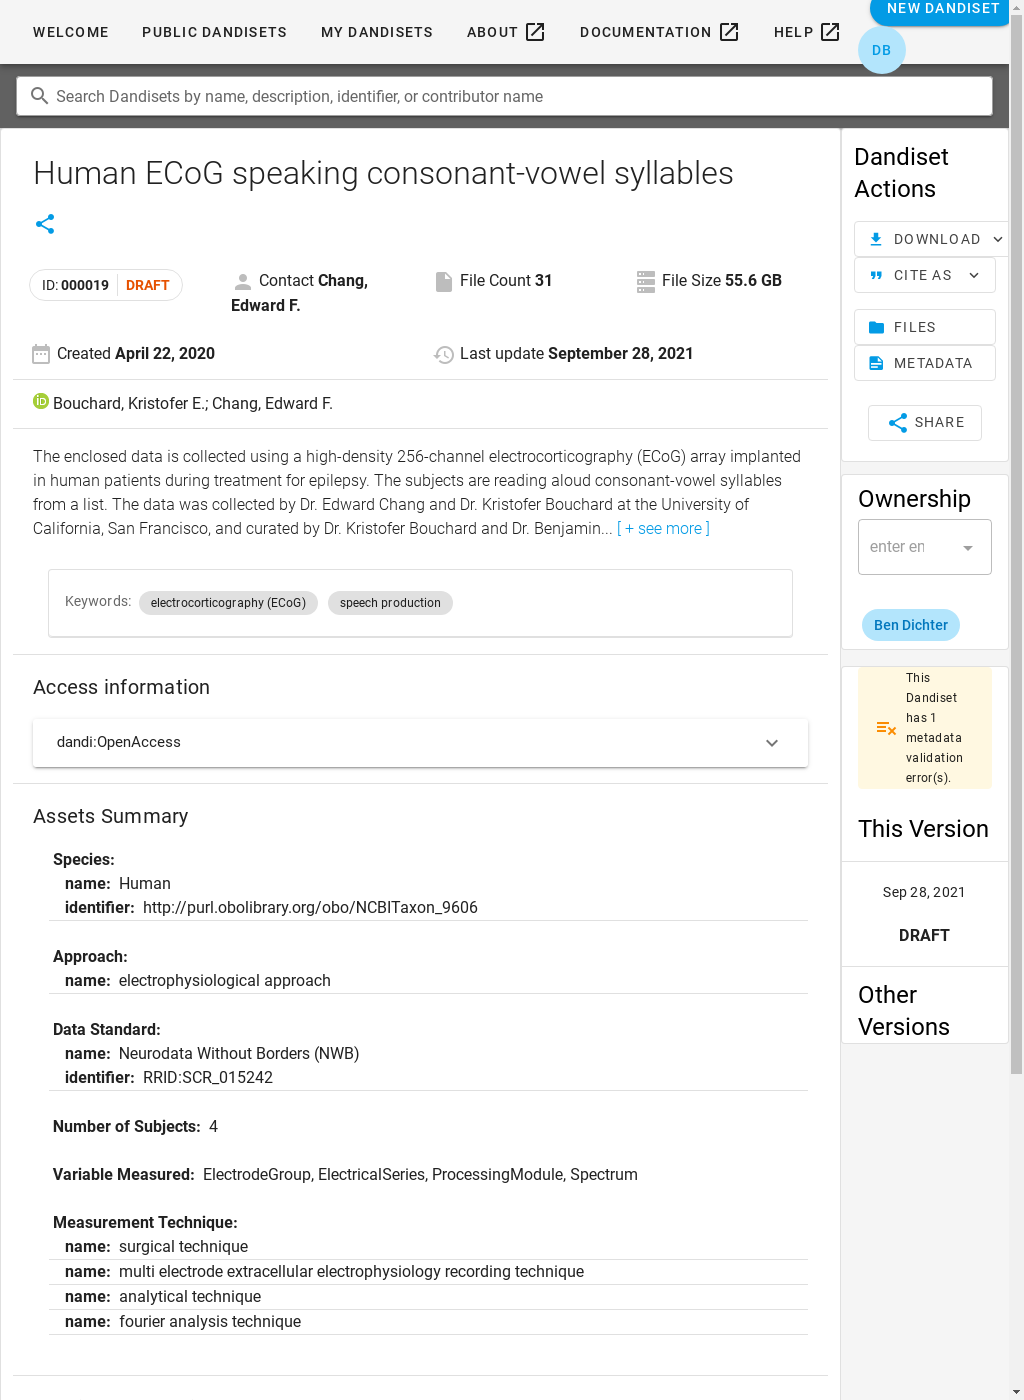 WELCOME PUBLIC DANDISETS MY DANDISETS ABOUT DOCUMENTATION HELP NEW DANDISET
DB
Search Dandisets by name, description, identifier, or contributor name
Human ECoG speaking consonant-vowel syllables
ID: 000019 DRAFT
Contact Chang,
Edward F.
File Count 31
File Size 55.6 GB
Created April 22, 2020
Last update September 28, 2021
iD Bouchard, Kristofer E.; Chang, Edward F.
The enclosed data is collected using a high-density 256-channel electrocorticography (ECoG) array implanted
in human patients during treatment for epilepsy. The subjects are reading aloud consonant-vowel syllables
from a list. The data was collected by Dr. Edward Chang and Dr. Kristofer Bouchard at the University of
California, San Francisco, and curated by Dr. Kristofer Bouchard and Dr. Benjamin... [ + see more ]
Keywords: electrocorticography (ECoG) speech production
Access information
dandi:OpenAccess
Assets Summary
Species:
name: Human
identifier: http://purl.obolibrary.org/obo/NCBITaxon_9606
Approach:
name: electrophysiological approach
Data Standard:
name: Neurodata Without Borders (NWB)
identifier: RRID:SCR_015242
Number of Subjects: 4
Variable Measured: ElectrodeGroup, ElectricalSeries, ProcessingModule, Spectrum
Measurement Technique:
name: surgical technique
name: multi electrode extracellular electrophysiology recording technique
name: analytical technique
name: fourier analysis technique
Dandiset
Actions
DOWNLOAD
CITE AS
FILES
METADATA
SHARE
Ownership
enter en
Ben Dichter
This
Dandiset
has 1
metadata
validation
error(s).
This Version
Sep 28, 2021
DRAFT
Other
Versions